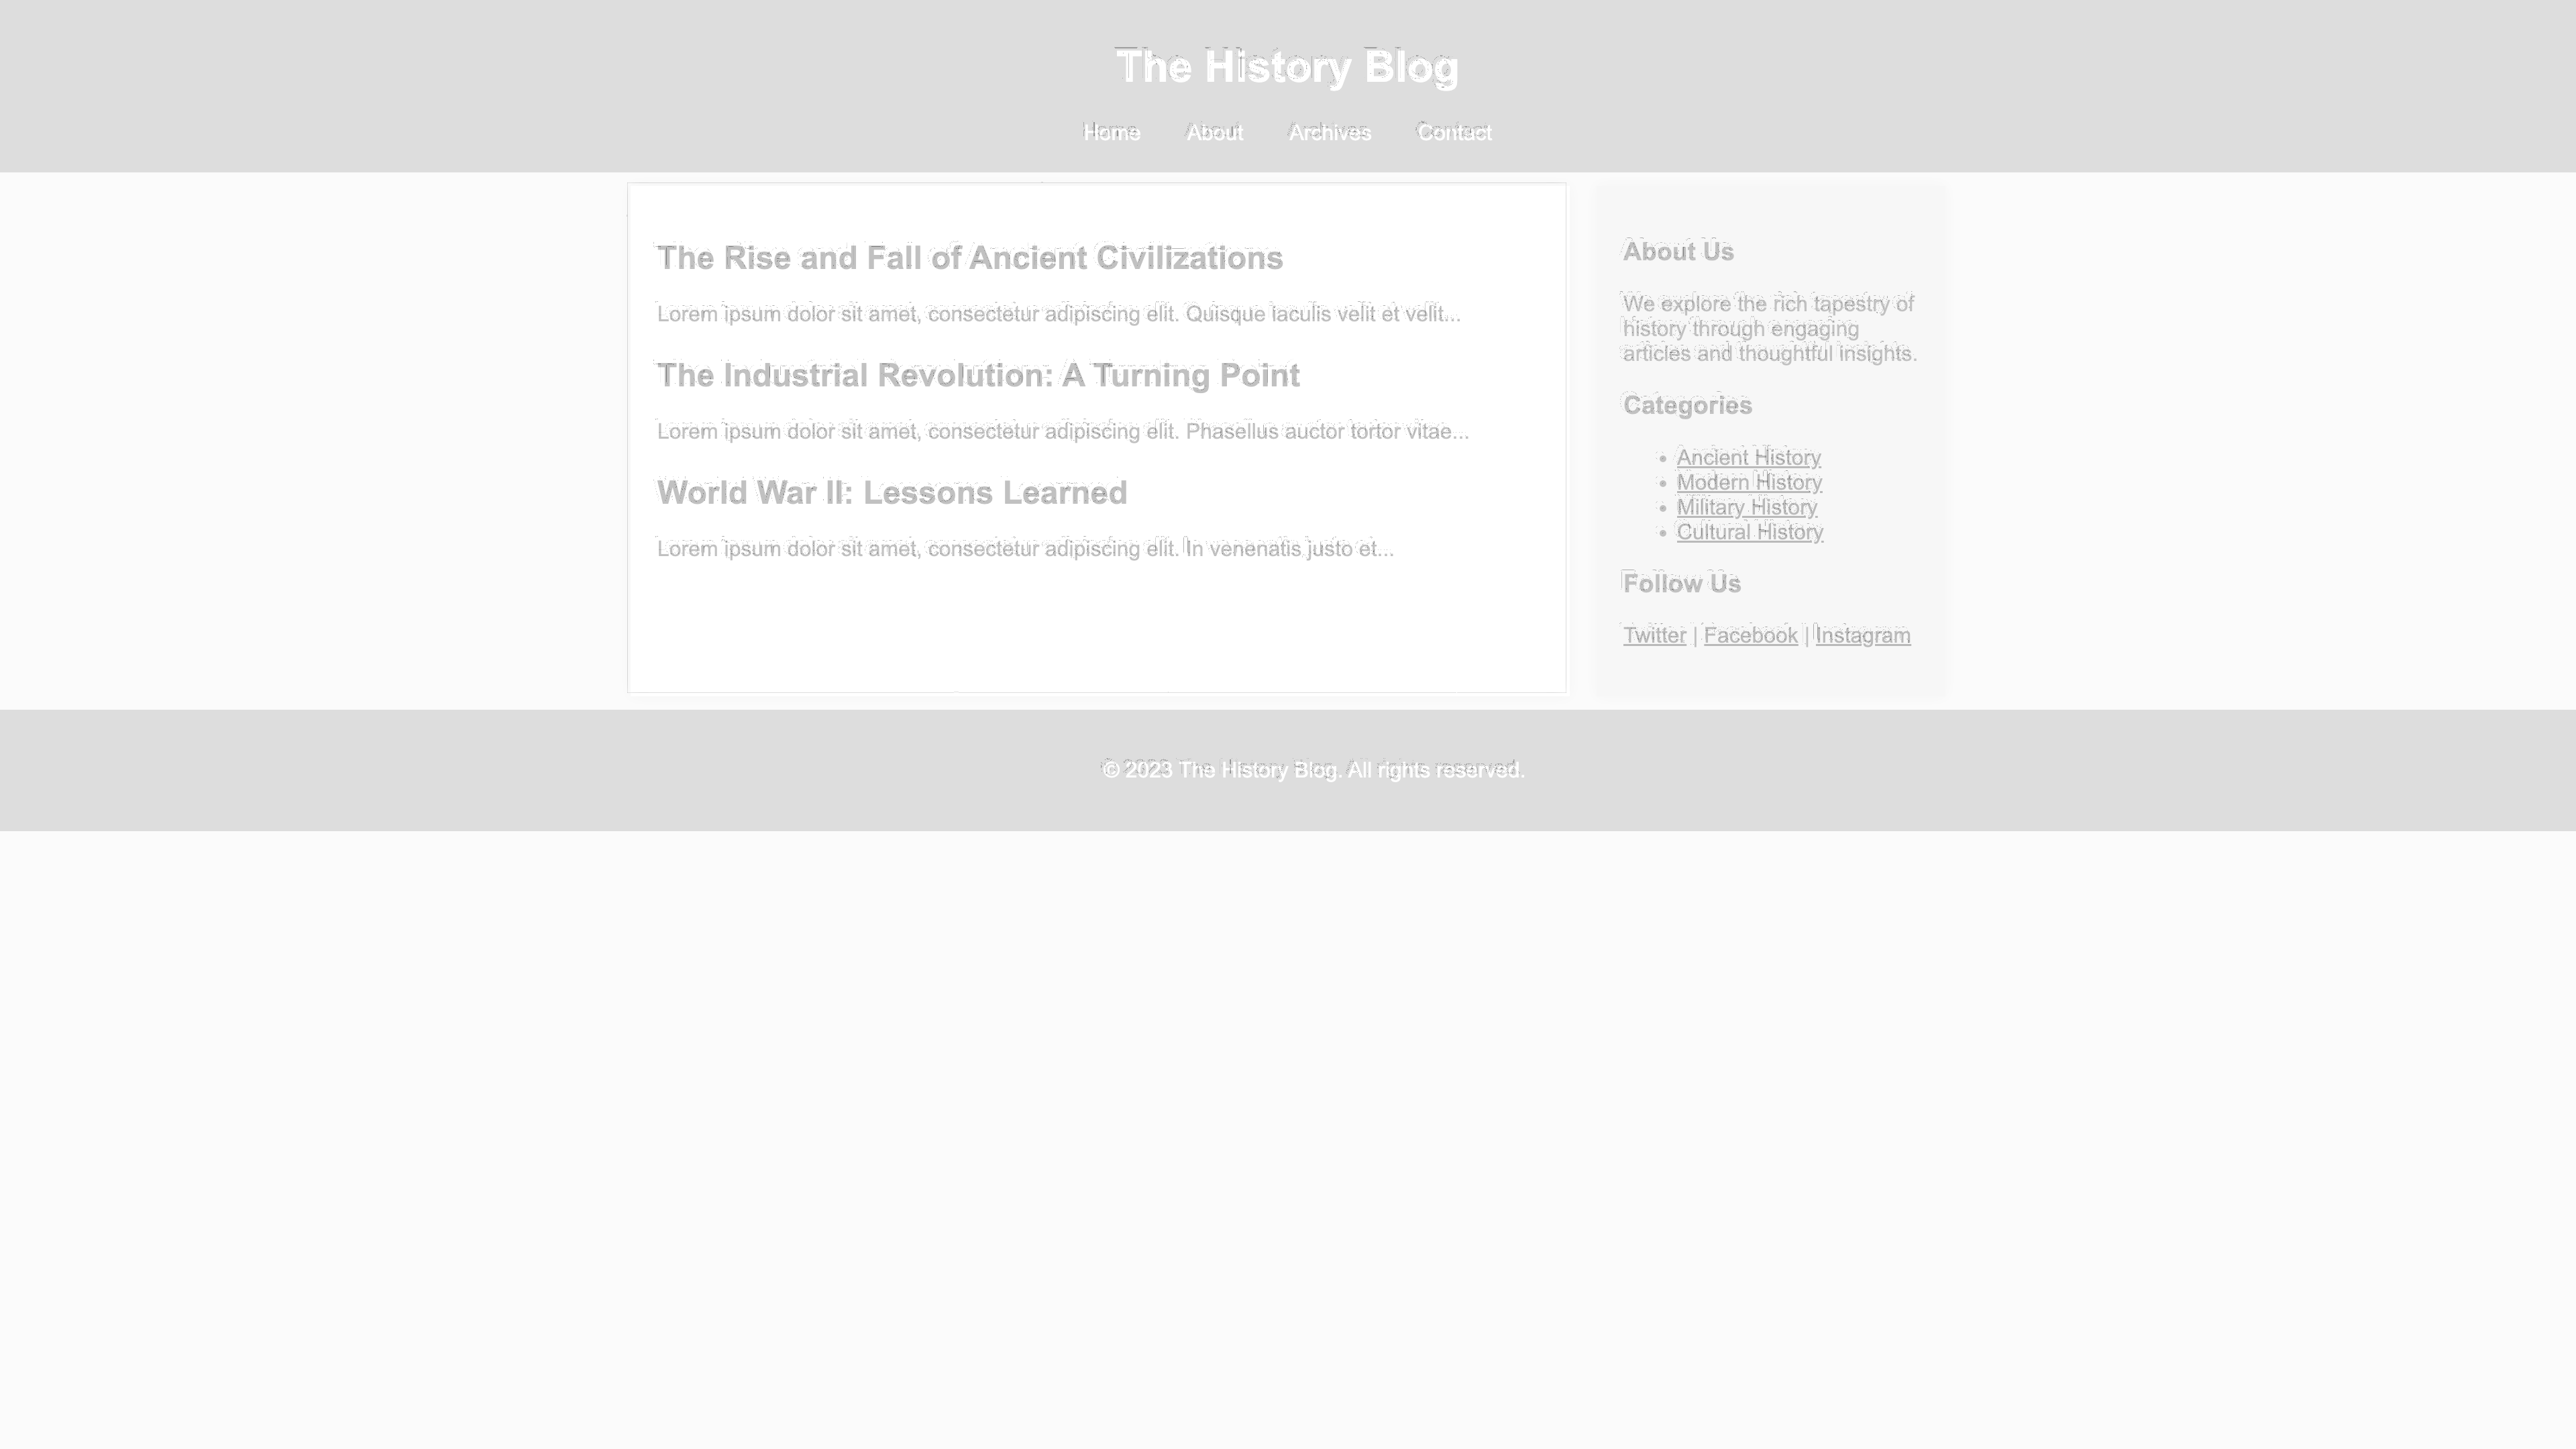 The History Blog
Home About Archives Contact
The Rise and Fall of Ancient Civilizations
Lorem ipsum dolor sit amet, consectetur adipiscing elit. Quisque iaculis velit et velit...
The Industrial Revolution: A Turning Point
Lorem ipsum dolor sit amet, consectetur adipiscing elit. Phasellus auctor tortor vitae...
World War II: Lessons Learned
Lorem ipsum dolor sit amet, consectetur adipiscing elit. In venenatis justo et...
About Us
We explore the rich tapestry of
history through engaging
articles and thoughtful insights.
Categories
• Ancient History
• Modern History
• Military History
• Cultural History
Follow Us
Twitter | Facebook | Instagram
© 2023 The History Blog. All rights reserved.